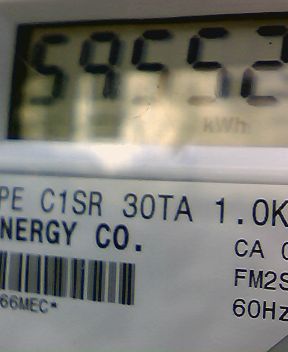 59552
kWh
PE C1SR 30TA 1.0K
NERGY CO.
CA
FM2S
66MEC*
60Hz